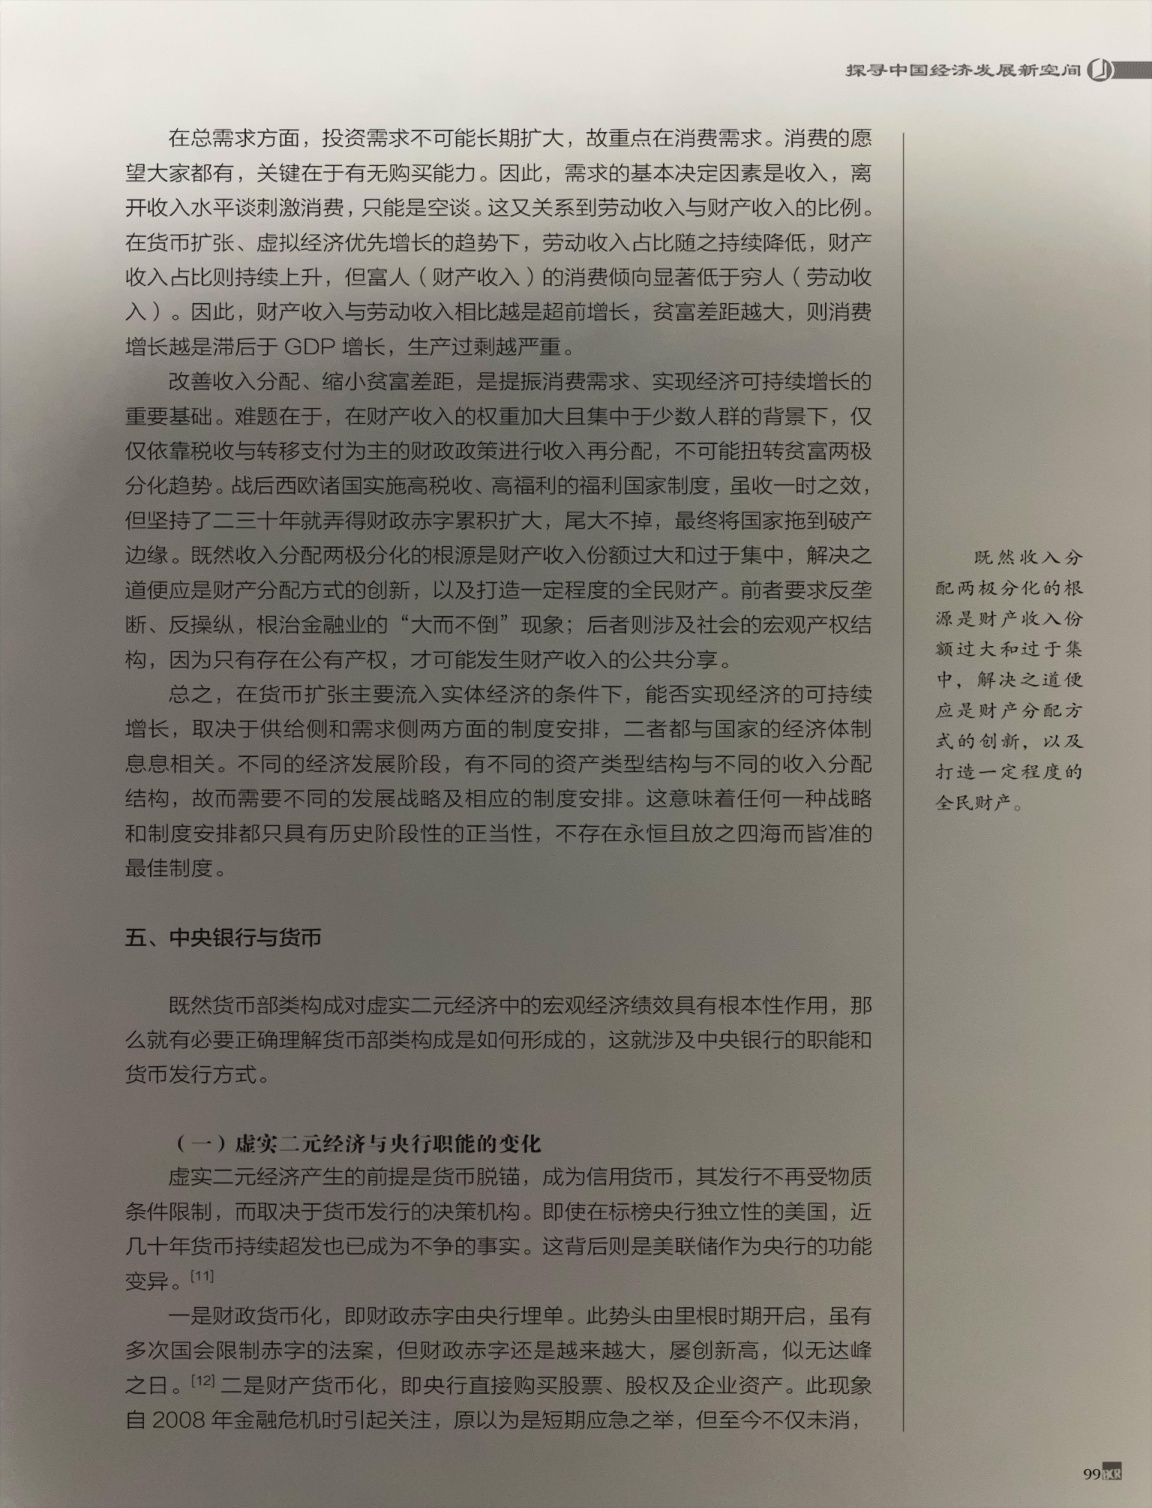 探寻中国经济发展新空间
在总需求方面，投资需求不可能长期扩大，故重点在消费需求。消费的愿
望大家都有，关键在于有无购买能力。因此，需求的基本决定因素是收入，离
开收入水平谈刺激消费，只能是空谈。这又关系到劳动收入与财产收入的比例。
在货币扩张、虚拟经济优先增长的趋势下，劳动收入占比随之持续降低，财产
收入占比则持续上升，但富人（财产收入）的消费倾向显著低于穷人（劳动收
入）。因此，财产收入与劳动收入相比越是超前增长，贫富差距越大，则消费
增长越是滞后于 GDP 增长，生产过剩越严重。
改善收入分配、缩小贫富差距，是提振消费需求、实现经济可持续增长的
重要基础。难题在于，在财产收入的权重加大且集中于少数人群的背景下，仅
仅依靠税收与转移支付为主的财政政策进行收入再分配，不可能扭转贫富两极
分化趋势。战后西欧诸国实施高税收、高福利的福利国家制度，虽收一时之效，
但坚持了二三十年就弄得财政赤字累积扩大，尾大不掉，最终将国家拖到破产
边缘。既然收入分配两极分化的根源是财产收入份额过大和过于集中，解决之
道便应是财产分配方式的创新，以及打造一定程度的全民财产。前者要求反垄
断、反操纵，根治金融业的“大而不倒”现象；后者则涉及社会的宏观产权结
构，因为只有存在公有产权，才可能发生财产收入的公共分享。
总之，在货币扩张主要流入实体经济的条件下，能否实现经济的可持续
增长，取决于供给侧和需求侧两方面的制度安排，二者都与国家的经济体制
息息相关。不同的经济发展阶段，有不同的资产类型结构与不同的收入分配
结构，故而需要不同的发展战略及相应的制度安排。这意味着任何一种战略
和制度安排都只具有历史阶段性的正当性，不存在永恒且放之四海而皆准的
最佳制度。
五、中央银行与货币
既然货币部类构成对虚实二元经济中的宏观经济绩效具有根本性作用，那
么就有必要正确理解货币部类构成是如何形成的，这就涉及中央银行的职能和
货币发行方式。
（一）虚实二元经济与央行职能的变化
虚实二元经济产生的前提是货币脱锚，成为信用货币，其发行不再受物质
条件限制，而取决于货币发行的决策机构。即使在标榜央行独立性的美国，近
几十年货币持续超发也已成为不争的事实。这背后则是美联储作为央行的功能
变异。[11]
一是财政货币化，即财政赤字由央行埋单。此势头由里根时期开启，虽有
多次国会限制赤字的法案，但财政赤字还是越来越大，屡创新高，似无达峰
之日。[12] 二是财产货币化，即央行直接购买股票、股权及企业资产。此现象
自 2008 年金融危机时引起关注，原以为是短期应急之举，但至今不仅未消，
既然收入分
配两极分化的根
源是财产收入份
额过大和过于集
中，解决之道便
应是财产分配方
式的创新，以及
打造一定程度的
全民财产。
99